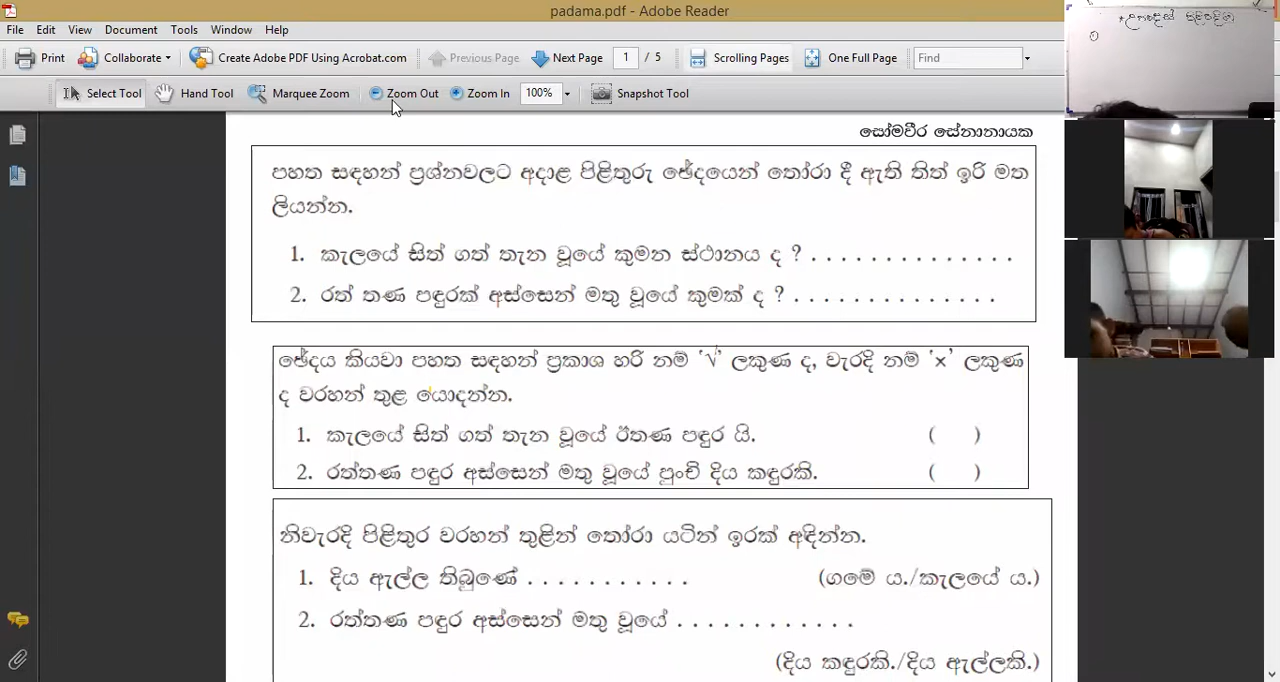 padama.pdf - Adobe Reader
File Edit View Document Tools Window Help
Print Collaborate Create Adobe PDF Using Acrobat.com Previous Page Next Page 1 / 5 Scrolling Pages One Full Page Find
Select Tool Hand Tool Marquee Zoom Zoom Out Zoom In 100% Snapshot Tool
සෝමවීර සේනානායක
පහත සඳහන් ප්‍රශ්නවලට අදාළ පිළිතුරු ඡේදයෙන් තෝරා දී ඇති තිත් ඉරි මත
ලියන්න.
1. කැලයේ සිත් ගත් තැන වූයේ කුමන ස්ථානය ද ? . . . . . . . . . . . . . .
2. රත් තණ පඳුරක් අස්සෙන් මතු වූයේ කුමක් ද ? . . . . . . . . . . . . . .
ඡේදය කියවා පහත සඳහන් ප්‍රකාශ හරි නම් '√' ලකුණ ද, වැරදි නම් 'x' ලකුණ
ද වරහන් තුළ යොදන්න.
1. කැලයේ සිත් ගත් තැන වූයේ ඊතණ පඳුර යි. ( )
2. රත්තණ පඳුර අස්සෙන් මතු වූයේ පුංචි දිය කඳුරකි. ( )
නිවැරදි පිළිතුර වරහන් තුළින් තෝරා යටින් ඉරක් අඳින්න.
1. දිය ඇල්ල තිබුණේ . . . . . . . . . . . (ගමේ ය./කැලයේ ය.)
2. රත්තණ පඳුර අස්සෙන් මතු වූයේ . . . . . . . . . . . .
(දිය කඳුරකි./දිය ඇල්ලකි.)